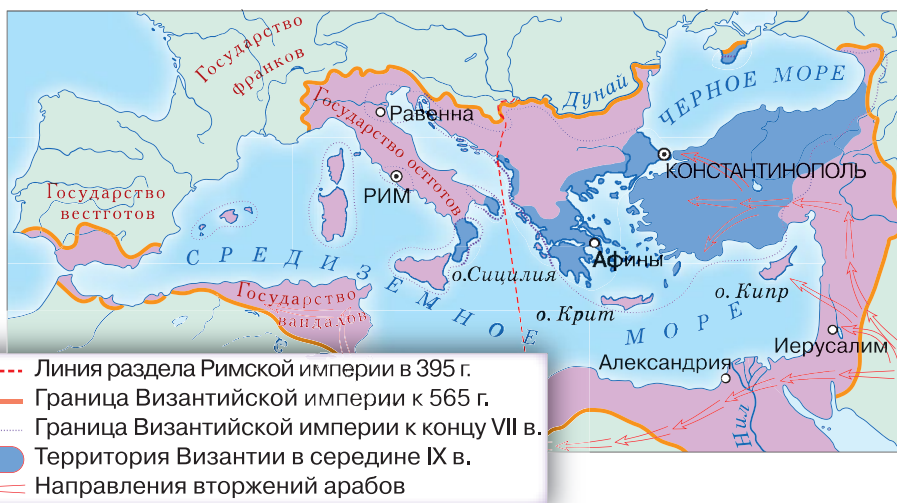 Государство
франков
Дунай
ЧЕРНОЕ МОРЕ
Государство остготов
Равенна
КОНСТАНТИНОПОЛЬ
РИМ
Государство
вестготов
СРЕДИЗЕМНОЕ МОРЕ
Афины
о.Сицилия
о. Крит
о. Кипр
Государство
вандалов
Иерусалим
Александрия
Нил
Линия раздела Римской империи в 395 г.
Граница Византийской империи к 565 г.
Граница Византийской империи к концу VII в.
Территория Византии в середине IX в.
Направления вторжений арабов